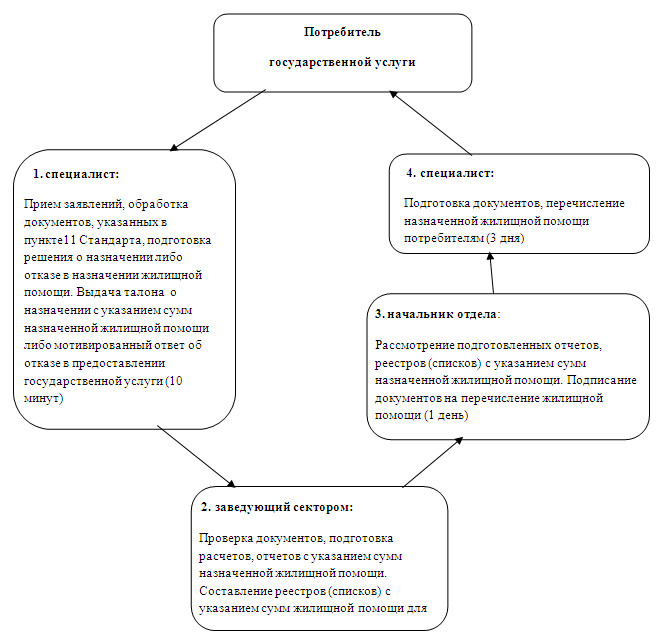 Потребитель
государственной услуги
1. специалист:
Прием заявлений, обработка
документов, указанных в
пункте11 Стандарта, подготовка
решения о назначении либо
отказе в назначении жилищной
помощи. Выдача талона о
назначении с указанием сумм
назначенной жилищной помощи
либо мотивированный ответ об
отказе в предоставлении
государственной услуги (10
минут)
2. заведующий сектором:
Проверка документов, подготовка
расчетов, отчетов с указанием сумм
назначенной жилищной помощи.
Составление реестров (списков) с
указанием сумм жилищной помощи для
3. начальник отдела:
Рассмотрение подготовленных отчетов,
реестров (списков) с указанием сумм
назначенной жилищной помощи. Подписание
документов на перечисление жилищной
помощи (1 день)
4. специалист:
Подготовка документов, перечисление
назначенной жилищной помощи
потребителям (3 дня)